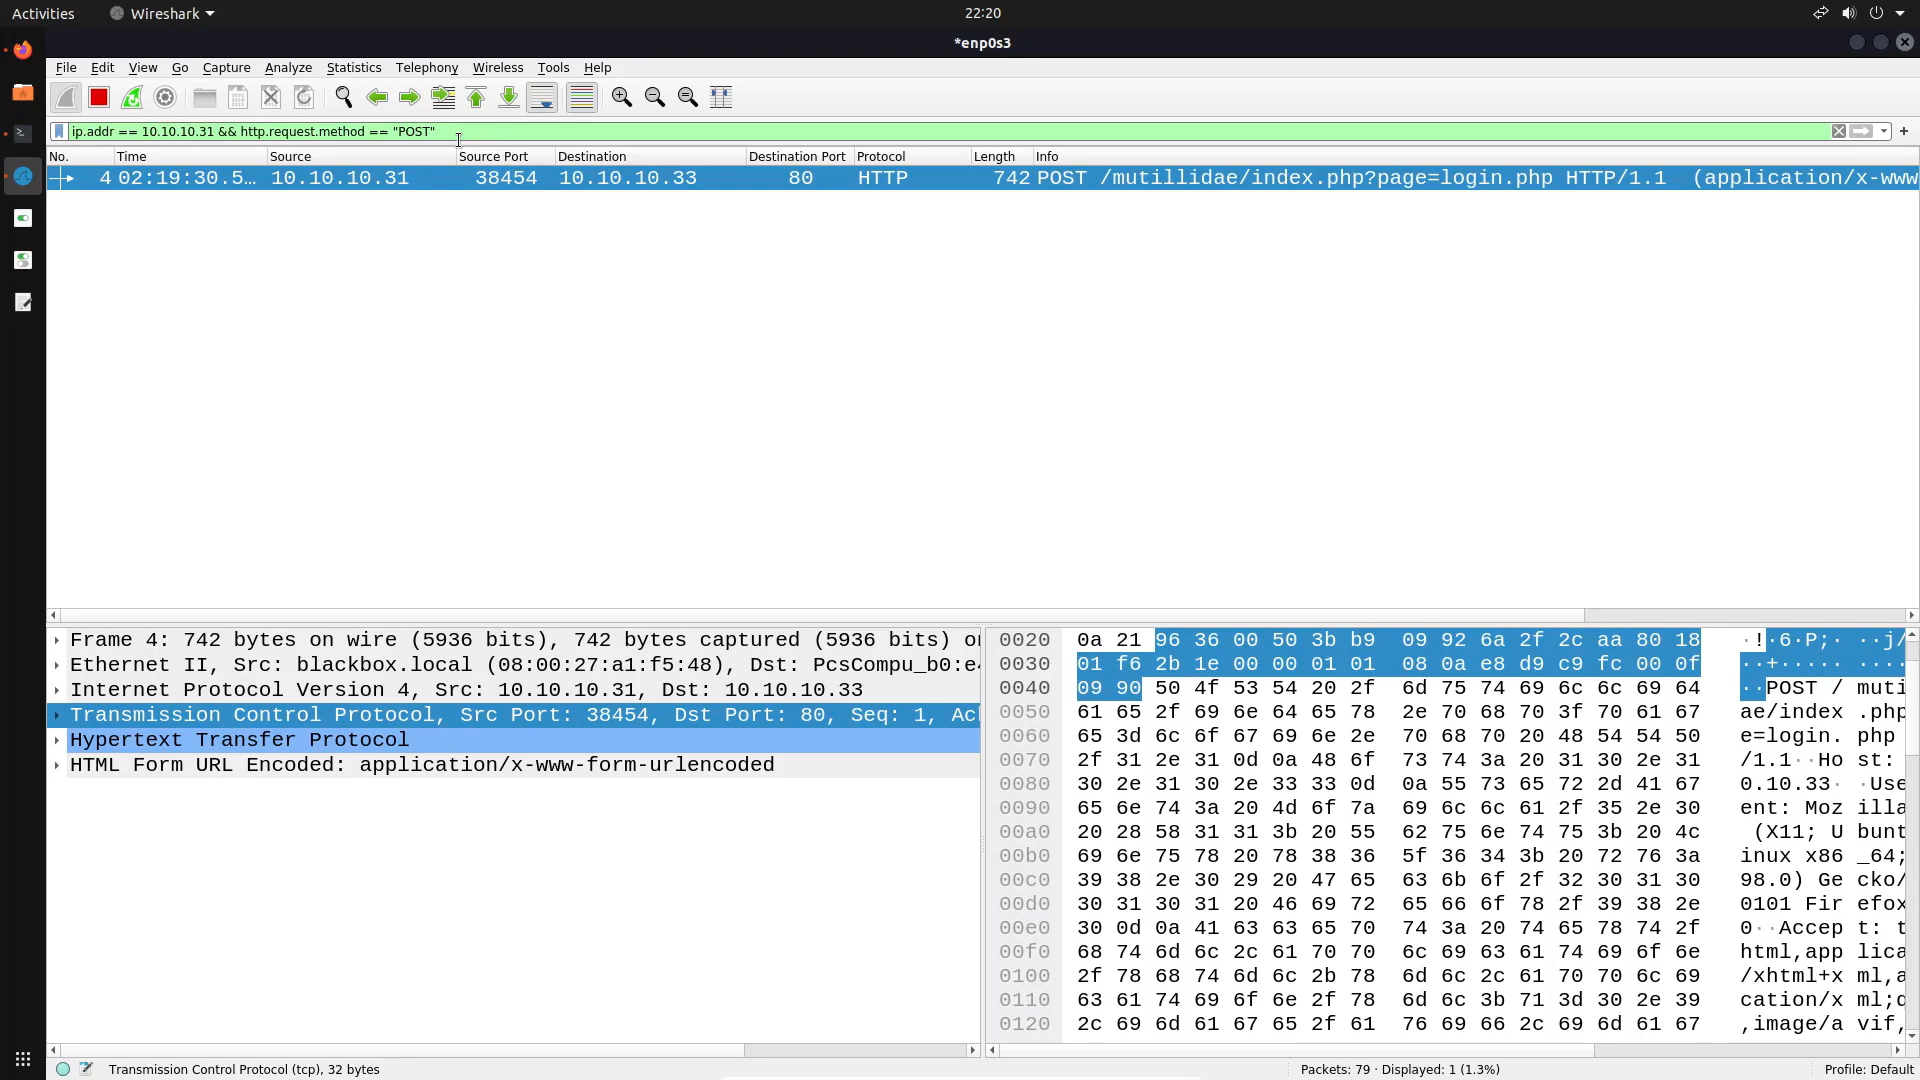 Activities Wireshark 22:20
*enp0s3
File Edit View Go Capture Analyze Statistics Telephony Wireless Tools Help
ip.addr == 10.10.10.31 && http.request.method == "POST"
No. Time Source Source Port Destination Destination Port Protocol Length Info
4 02:19:30.5… 10.10.10.31 38454 10.10.10.33 80 HTTP 742 POST /mutillidae/index.php?page=login.php HTTP/1.1 (application/x-www
Frame 4: 742 bytes on wire (5936 bits), 742 bytes captured (5936 bits) on
Ethernet II, Src: blackbox.local (08:00:27:a1:f5:48), Dst: PcsCompu_b0:e4
Internet Protocol Version 4, Src: 10.10.10.31, Dst: 10.10.10.33
Transmission Control Protocol, Src Port: 38454, Dst Port: 80, Seq: 1, Ack
Hypertext Transfer Protocol
HTML Form URL Encoded: application/x-www-form-urlencoded
0020 0a 21 96 36 00 50 3b b9 09 92 6a 2f 2c aa 80 18 ·!·6·P;· ··j/
0030 01 f6 2b 1e 00 00 01 01 08 0a e8 d9 c9 fc 00 0f ··+····· ····
0040 09 90 50 4f 53 54 20 2f 6d 75 74 69 6c 6c 69 64 ··POST / muti
0050 61 65 2f 69 6e 64 65 78 2e 70 68 70 3f 70 61 67 ae/index .php
0060 65 3d 6c 6f 67 69 6e 2e 70 68 70 20 48 54 54 50 e=login. php
0070 2f 31 2e 31 0d 0a 48 6f 73 74 3a 20 31 30 2e 31 /1.1··Ho st:
0080 30 2e 31 30 2e 33 33 0d 0a 55 73 65 72 2d 41 67 0.10.33· ·Use
0090 65 6e 74 3a 20 4d 6f 7a 69 6c 6c 61 2f 35 2e 30 ent: Moz illa
00a0 20 28 58 31 31 3b 20 55 62 75 6e 74 75 3b 20 4c (X11; U bunt
00b0 69 6e 75 78 20 78 38 36 5f 36 34 3b 20 72 76 3a inux x86 _64;
00c0 39 38 2e 30 29 20 47 65 63 6b 6f 2f 32 30 31 30 98.0) Ge cko/
00d0 30 31 30 31 20 46 69 72 65 66 6f 78 2f 39 38 2e 0101 Fir efox
00e0 30 0d 0a 41 63 63 65 70 74 3a 20 74 65 78 74 2f 0··Accep t: t
00f0 68 74 6d 6c 2c 61 70 70 6c 69 63 61 74 69 6f 6e html,app lica
0100 2f 78 68 74 6d 6c 2b 78 6d 6c 2c 61 70 70 6c 69 /xhtml+x ml,a
0110 63 61 74 69 6f 6e 2f 78 6d 6c 3b 71 3d 30 2e 39 cation/x ml;q
0120 2c 69 6d 61 67 65 2f 61 76 69 66 2c 69 6d 61 67 ,image/a vif,
Transmission Control Protocol (tcp), 32 bytes Packets: 79 · Displayed: 1 (1.3%) Profile: Default